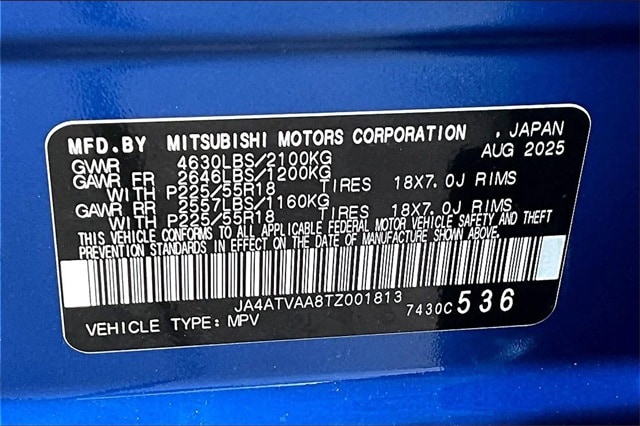 MFD.BY MITSUBISHI MOTORS CORPORATION , JAPAN
GVWR 4630LBS/2100KG AUG 2025
GAWR FR 2646LBS/1200KG
WITH P225/55R18 TIRES 18X7.0J RIMS
GAWR RR 2557LBS/1160KG
WITH P225/55R18 TIRES 18X7.0J RIMS
THIS VEHICLE CONFORMS TO ALL APPLICABLE FEDERAL MOTOR VEHICLE SAFETY AND THEFT
PREVENTION STANDARDS IN EFFECT ON THE DATE OF MANUFACTURE SHOWN ABOVE.
JA4ATVAA8TZ001813
VEHICLE TYPE:MPV 7430C536